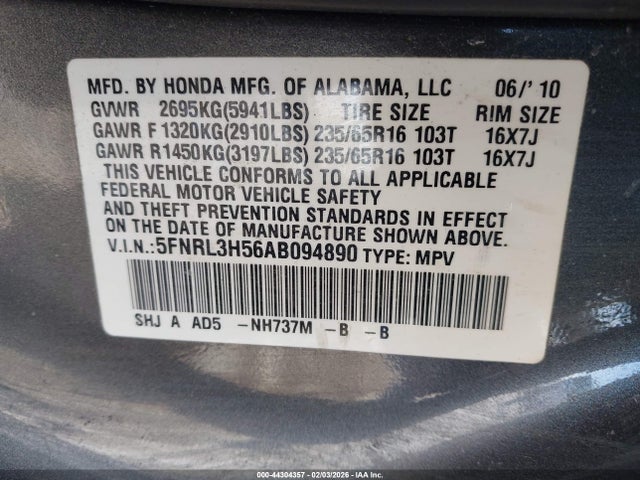 MFD. BY HONDA MFG. OF ALABAMA, LLC 06/'10
GVWR 2695KG(5941LBS) TIRE SIZE RIM SIZE
GAWR F 1320KG(2910LBS) 235/65R16 103T 16X7J
GAWR R1450KG(3197LBS) 235/65R16 103T 16X7J
THIS VEHICLE CONFORMS TO ALL APPLICABLE
FEDERAL MOTOR VEHICLE SAFETY
AND THEFT PREVENTION STANDARDS IN EFFECT
ON THE DATE OF MANUFACTURE SHOWN ABOVE.
V.I.N.:5FNRL3H56AB094890 TYPE: MPV
SHJ A AD5 -NH737M -B -B
000-44304357 | 02/03/2026 - IAA Inc.